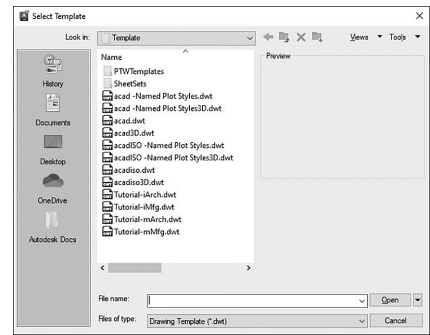 Select Template
Look in: Template Views Tools
History
Documents
Desktop
OneDrive
Autodesk Docs
Name
PTWTemplates
SheetSets
acad -Named Plot Styles.dwt
acad -Named Plot Styles3D.dwt
acad.dwt
acad3D.dwt
acadISO -Named Plot Styles.dwt
acadISO -Named Plot Styles3D.dwt
acadiso.dwt
acadiso3D.dwt
Tutorial-iArch.dwt
Tutorial-iMfg.dwt
Tutorial-mArch.dwt
Tutorial-mMfg.dwt
Preview
File name: Open
Files of type: Drawing Template (*.dwt) Cancel